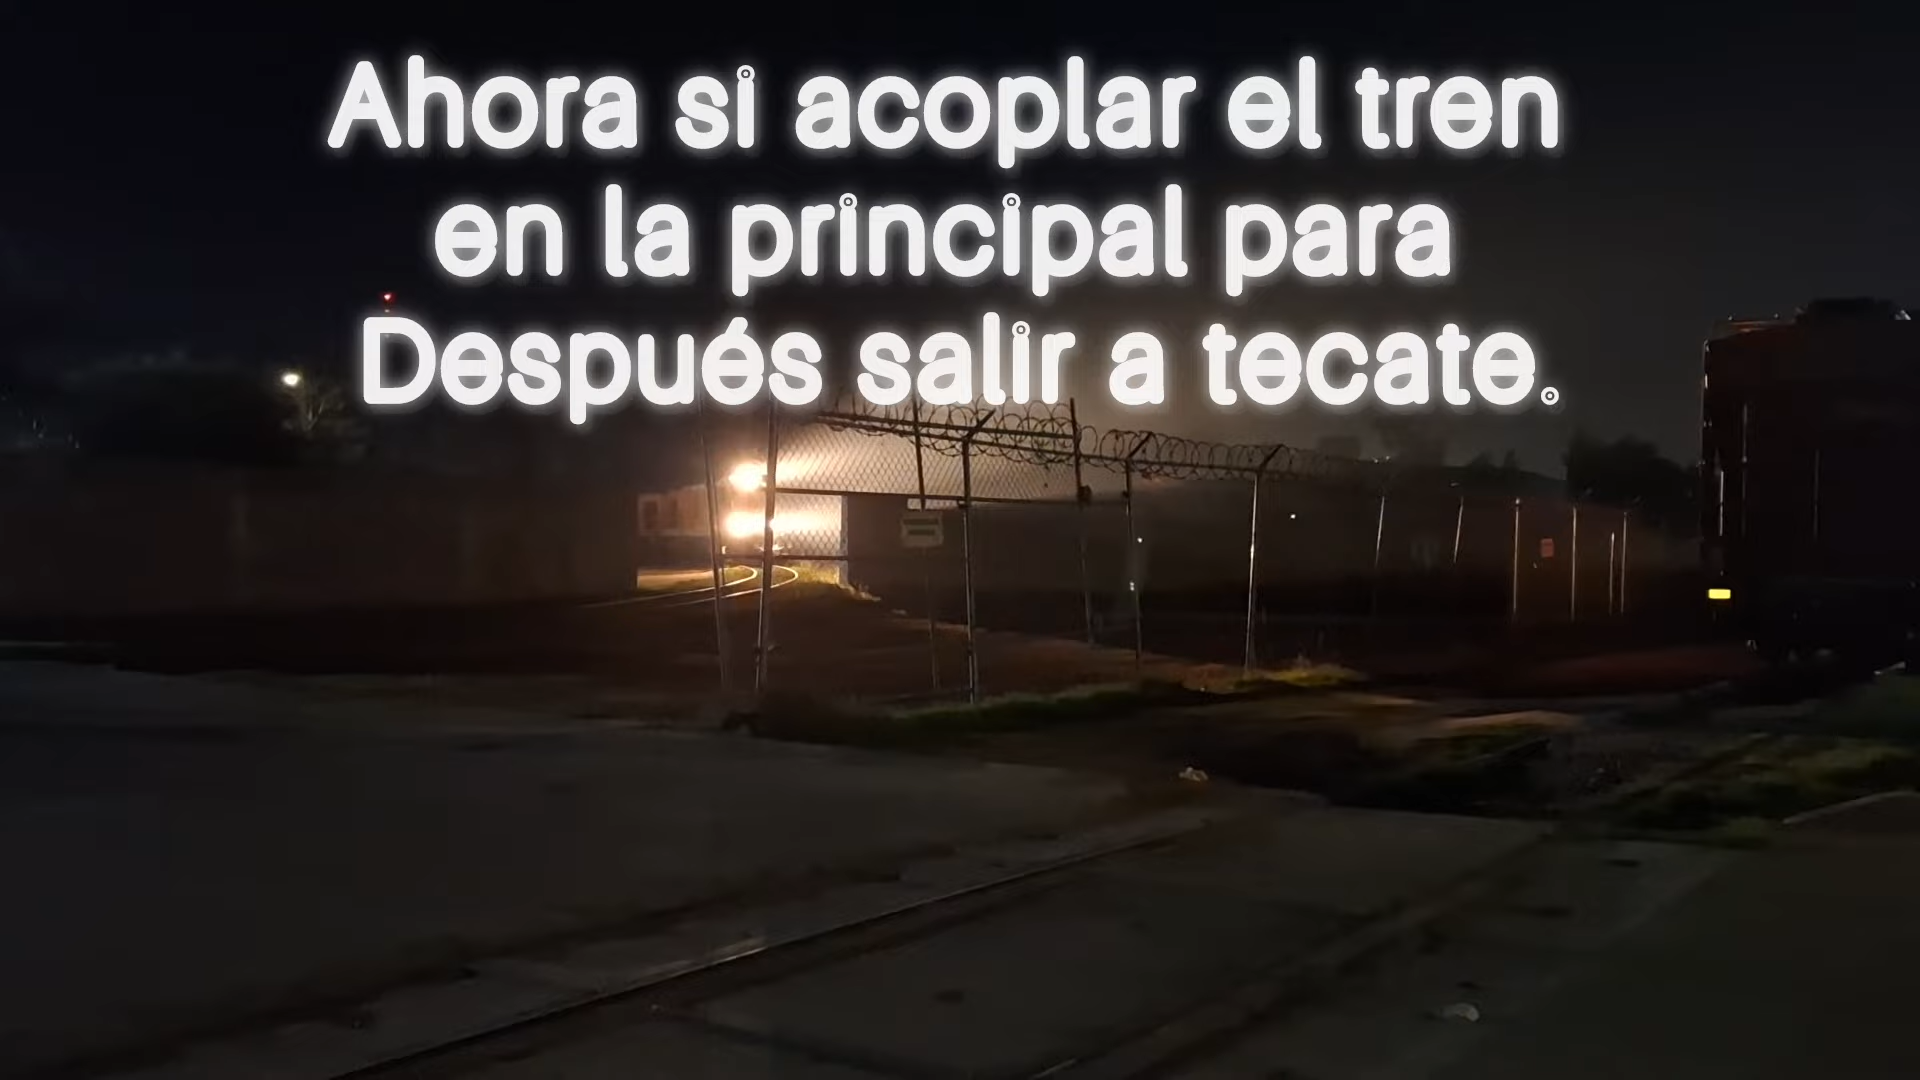 Ahora si acoplar el tren
en la principal para
Después salir a tecate.